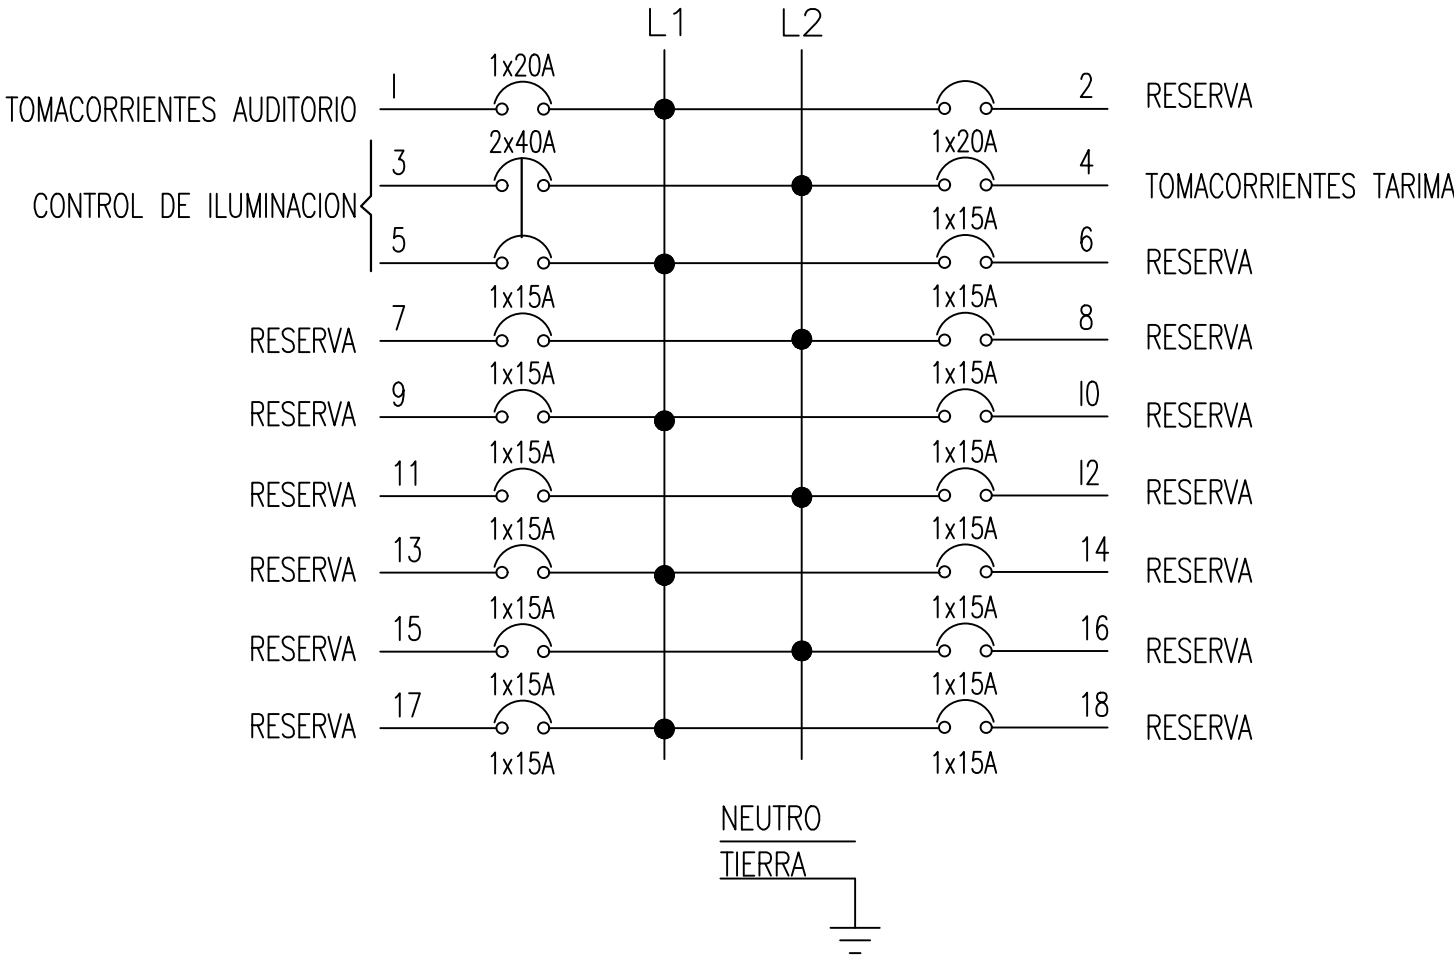 L1 L2
1x20A
TOMACORRIENTES AUDITORIO 1 2 RESERVA
2x40A 1x20A
3 4 TOMACORRIENTES TARIMA
CONTROL DE ILUMINACION
1x15A
5 6 RESERVA
1x15A 1x15A
RESERVA 7 8 RESERVA
1x15A 1x15A
RESERVA 9 10 RESERVA
1x15A 1x15A
RESERVA 11 12 RESERVA
1x15A 1x15A
RESERVA 13 14 RESERVA
1x15A 1x15A
RESERVA 15 16 RESERVA
1x15A 1x15A
RESERVA 17 18 RESERVA
1x15A 1x15A
NEUTRO
TIERRA